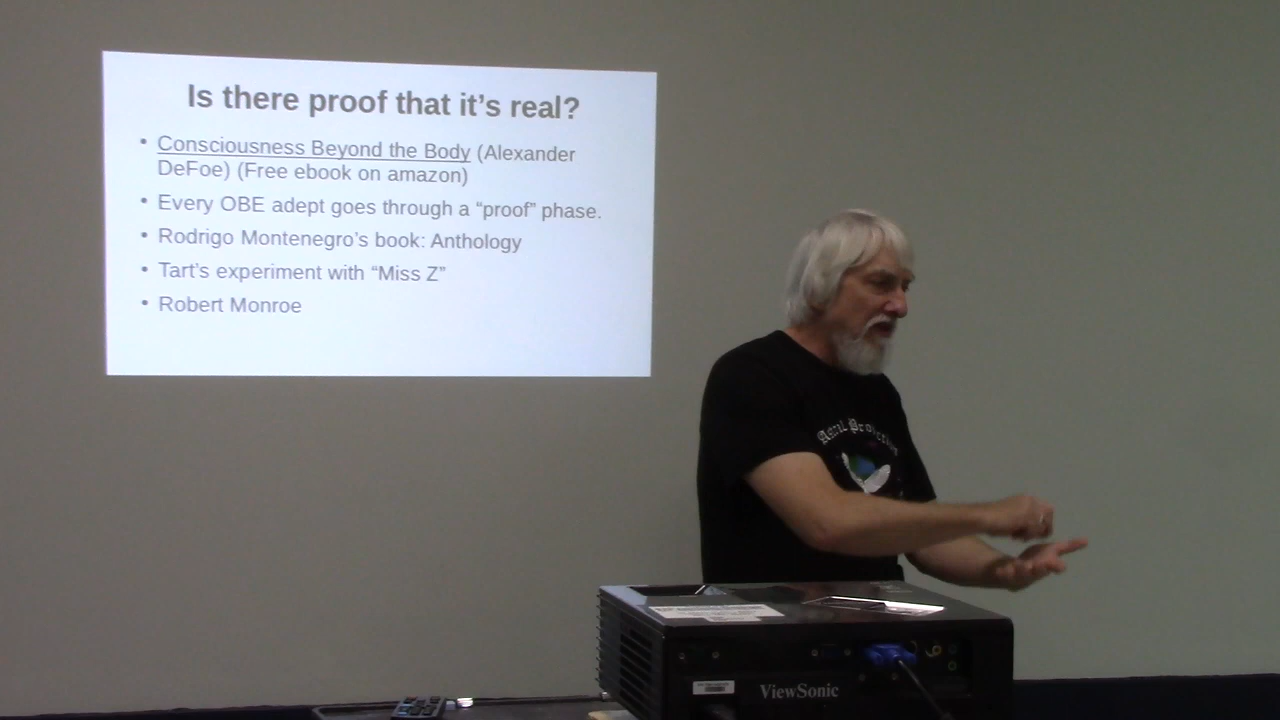 Is there proof that it's real?
• Consciousness Beyond the Body (Alexander
DeFoe) (Free ebook on amazon)
• Every OBE adept goes through a “proof” phase.
• Rodrigo Montenegro's book: Anthology
• Tart's experiment with “Miss Z”
• Robert Monroe
Astral
ViewSonic